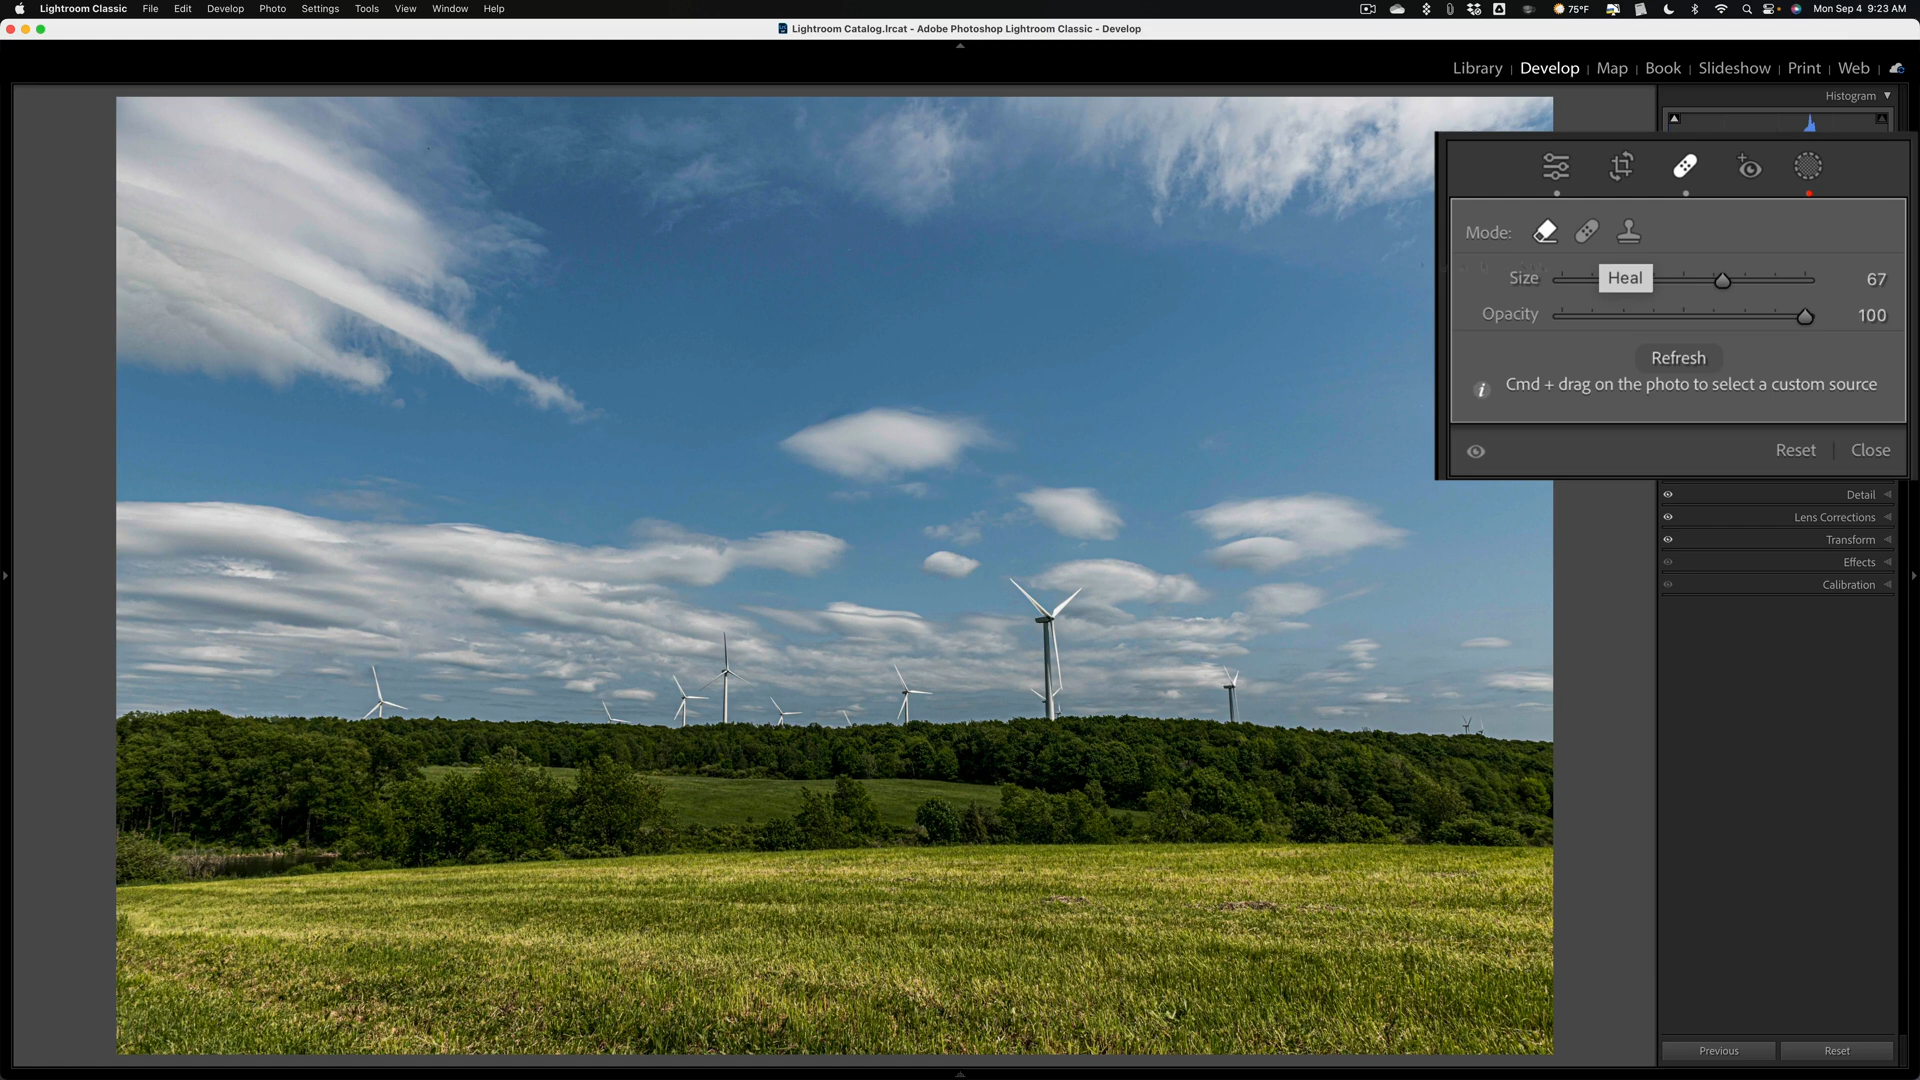 Lightroom Classic File Edit Develop Photo Settings Tools View Window Help 75°F Mon Sep 4 9:23 AM
Lightroom Catalog.lrcat - Adobe Photoshop Lightroom Classic - Develop
Library | Develop | Map | Book | Slideshow | Print | Web |
Histogram
Mode:
Size Heal 67
Opacity 100
Refresh
Cmd + drag on the photo to select a custom source
Reset | Close
Detail
Lens Corrections
Transform
Effects
Calibration
Previous Reset